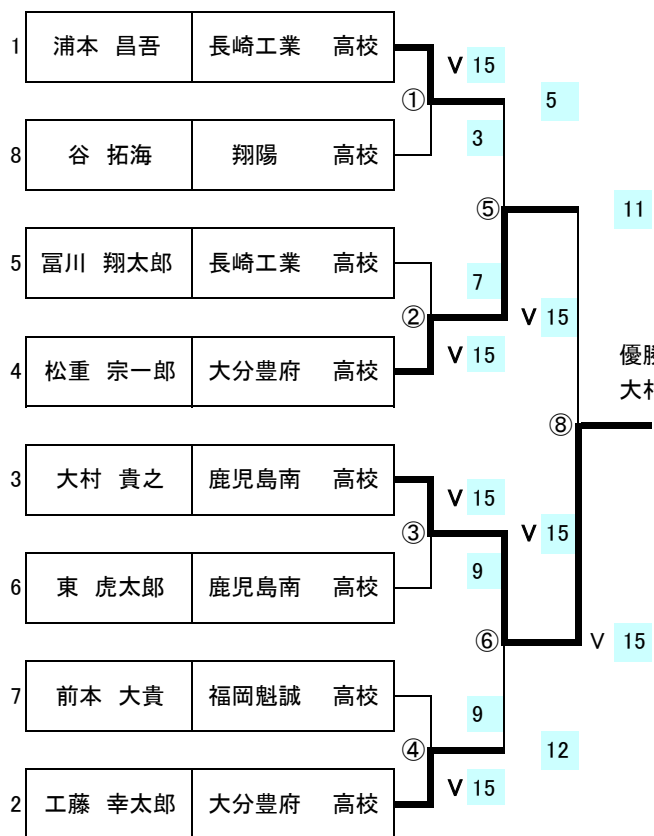 1 浦本 昌吾 長崎工業 高校
V 15
① 5
3
8 谷 拓海 翔陽 高校
⑤ 11
5 冨川 翔太郎 長崎工業 高校
7
② V 15
V 15
4 松重 宗一郎 大分豊府 高校
優勝
大村
⑧
3 大村 貴之 鹿児島南 高校
V 15
③ V 15
9
6 東 虎太郎 鹿児島南 高校
⑥ V 15
7 前本 大貴 福岡魁誠 高校
9
④ 12
V 15
2 工藤 幸太郎 大分豊府 高校